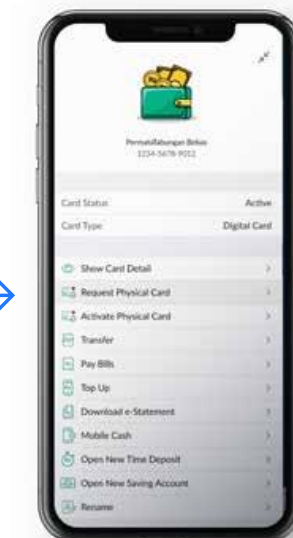 PermataTabungan Bebas
1234-5678-9012
Card Status Active
Card Type Digital Card
Show Card Detail
Request Physical Card
Activate Physical Card
Transfer
Pay Bills
Top Up
Download e-Statement
Mobile Cash
Open New Time Deposit
Open New Saving Account
Rename